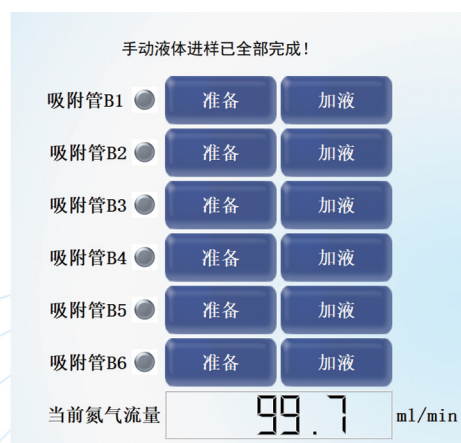 手动液体进样已全部完成！
吸附管B1 准备 加液
吸附管B2 准备 加液
吸附管B3 准备 加液
吸附管B4 准备 加液
吸附管B5 准备 加液
吸附管B6 准备 加液
当前氮气流量 99.7 ml/min